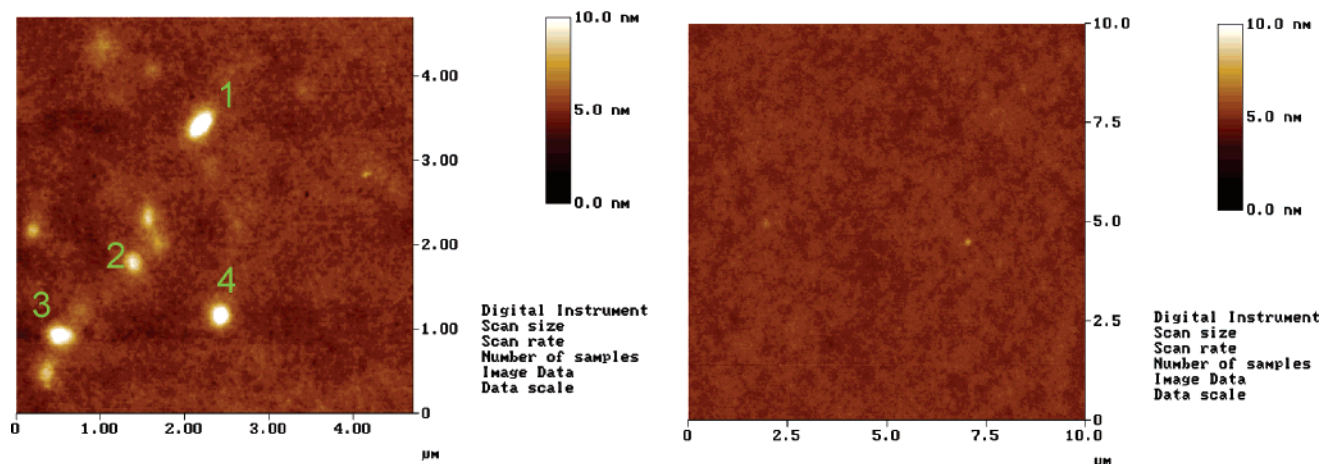 10.0 nm
5.0 nm
0.0 nm
4.00
3.00
2.00
1.00
0
0 1.00 2.00 3.00 4.00
μm
1
2
3
4
Digital Instrument
Scan size
Scan rate
Number of samples
Image Data
Data scale
10.0
7.5
5.0
2.5
0
0 2.5 5.0 7.5 10.0
μm
10.0 nm
5.0 nm
0.0 nm
Digital Instrument
Scan size
Scan rate
Number of samples
Image Data
Data scale